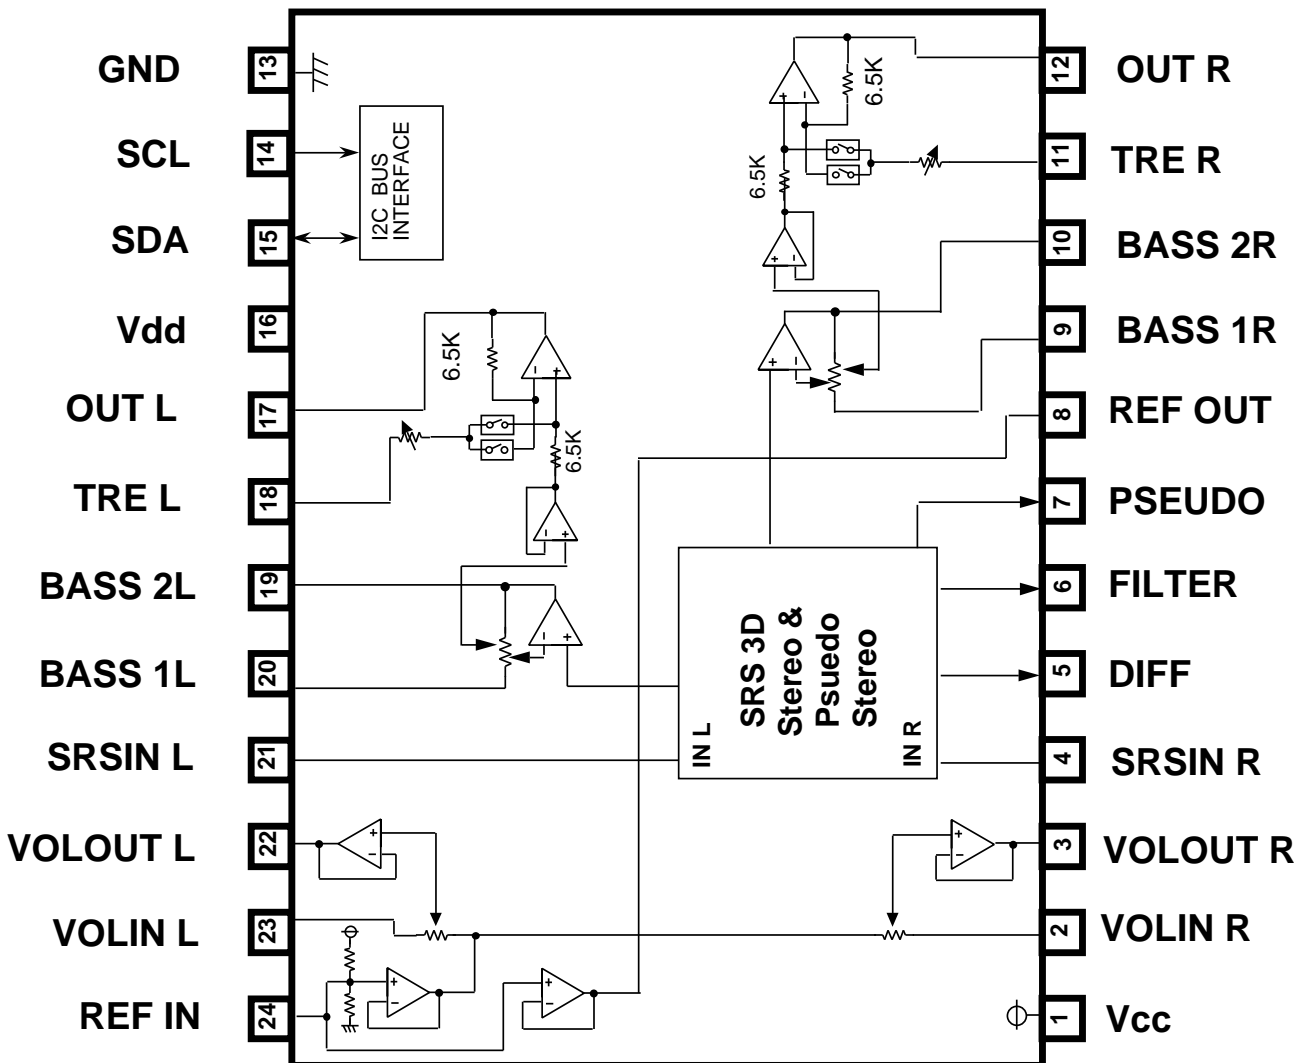 GND 13
SCL 14
SDA 15
Vdd 16
OUT L 17
TRE L 18
BASS 2L 19
BASS 1L 20
SRSIN L 21
VOLOUT L 22
VOLIN L 23
REF IN 24
I2C BUS
INTERFACE
6.5K
6.5K
6.5K
6.5K
SRS 3D
Stereo &
Psuedo
Stereo
IN L
IN R
12 OUT R
11 TRE R
10 BASS 2R
9 BASS 1R
8 REF OUT
7 PSEUDO
6 FILTER
5 DIFF
4 SRSIN R
3 VOLOUT R
2 VOLIN R
1 Vcc